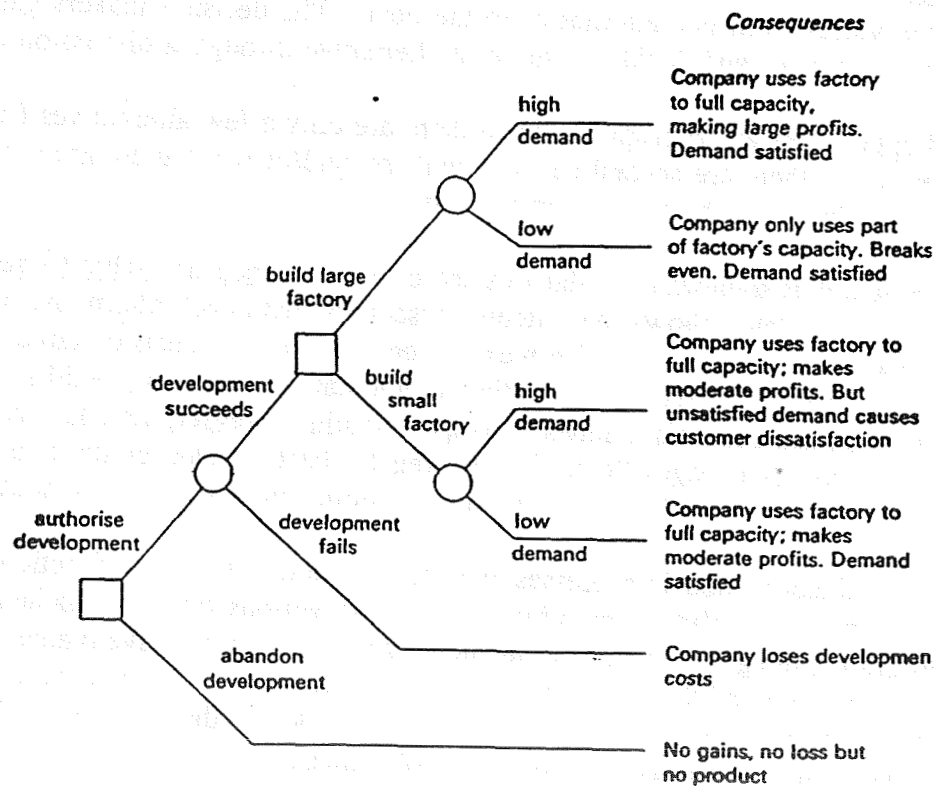 Consequences
Company uses factory
to full capacity,
making large profits.
Demand satisfied
high
demand
Company only uses part
of factory's capacity. Breaks
even. Demand satisfied
low
demand
build large
factory
Company uses factory to
full capacity; makes
moderate profits. But
unsatisfied demand causes
customer dissatisfaction
development
succeeds
build
small
factory
high
demand
Company uses factory to
full capacity; makes
moderate profits. Demand
satisfied
authorise
development
development
fails
low
demand
abandon
development
Company loses developmen
costs
No gains, no loss but
no product